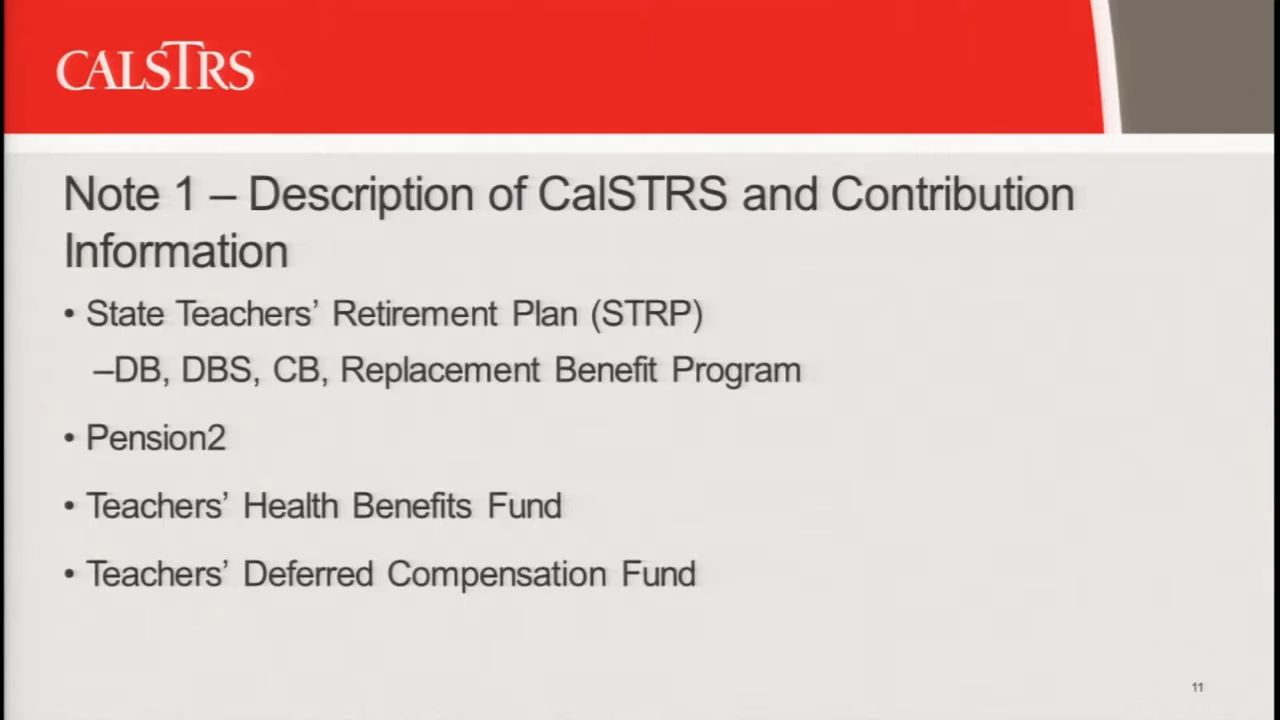 CALSTRS
Note 1 – Description of CalSTRS and Contribution
Information
• State Teachers’ Retirement Plan (STRP)
–DB, DBS, CB, Replacement Benefit Program
• Pension2
• Teachers’ Health Benefits Fund
• Teachers’ Deferred Compensation Fund
11